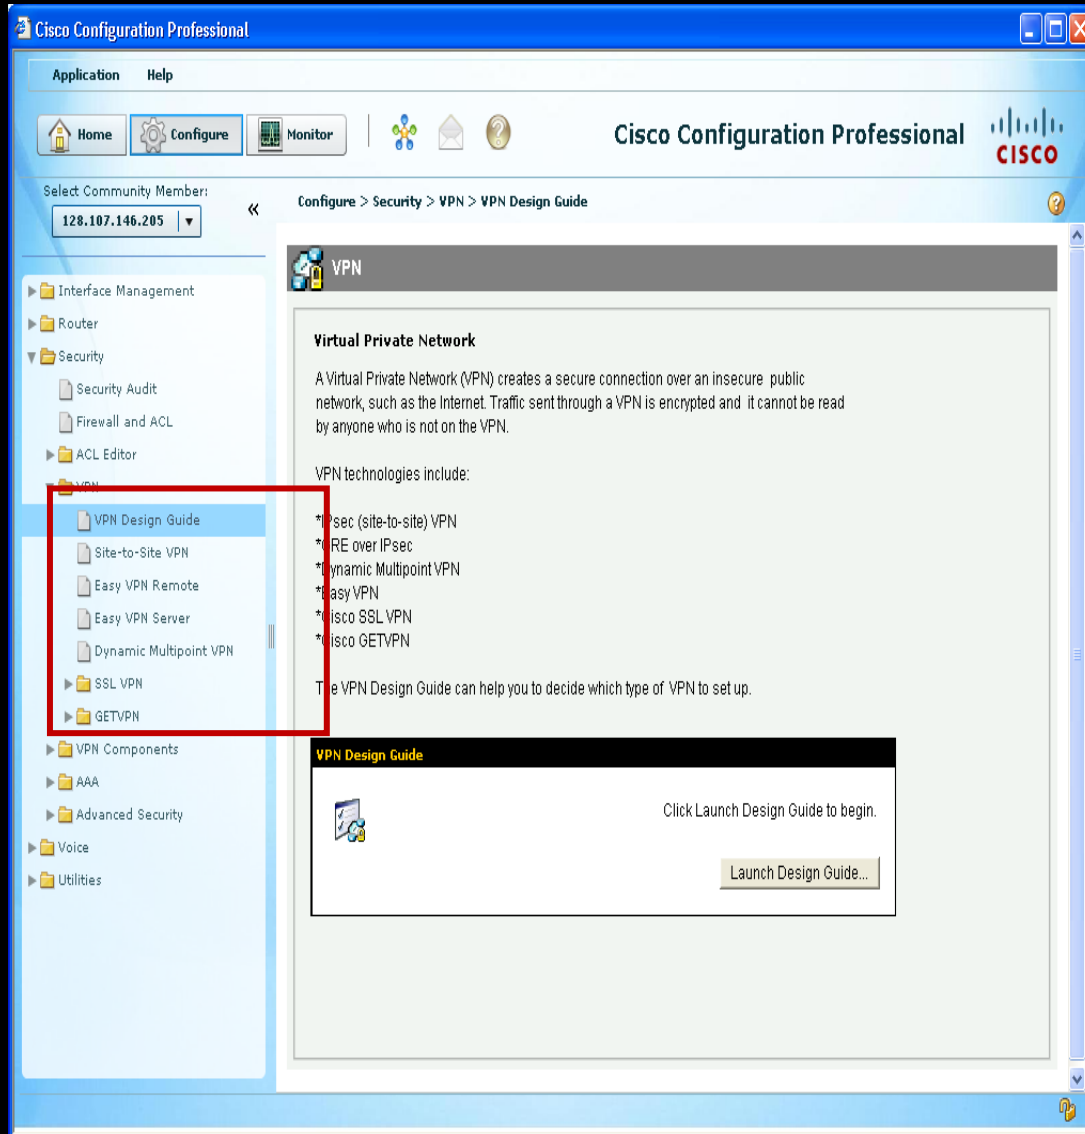 Cisco Configuration Professional
Application Help
Home Configure Monitor Cisco Configuration Professional
CISCO
Select Community Member:
128.107.146.205
«
Configure > Security > VPN > VPN Design Guide
Interface Management
Router
Security
Security Audit
Firewall and ACL
ACL Editor
VPN
VPN Design Guide
Site-to-Site VPN
Easy VPN Remote
Easy VPN Server
Dynamic Multipoint VPN
SSL VPN
GETVPN
VPN Components
AAA
Advanced Security
Voice
Utilities
VPN
Virtual Private Network
A Virtual Private Network (VPN) creates a secure connection over an insecure public
network, such as the Internet. Traffic sent through a VPN is encrypted and it cannot be read
by anyone who is not on the VPN.
VPN technologies include:
*IPsec (site-to-site) VPN
*GRE over IPsec
*Dynamic Multipoint VPN
*Easy VPN
*Cisco SSL VPN
*Cisco GETVPN
The VPN Design Guide can help you to decide which type of VPN to set up.
VPN Design Guide
Click Launch Design Guide to begin.
Launch Design Guide...